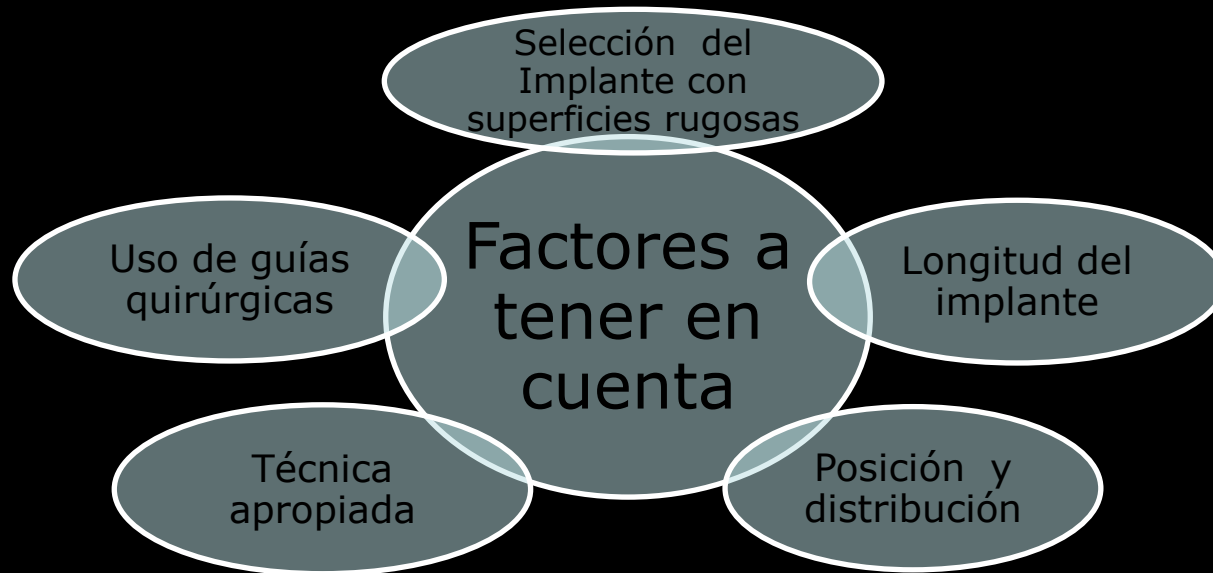 Selección del
Implante con
superficies rugosas
Factores a
tener en
cuenta
Longitud del
implante
Posición y
distribución
Técnica
apropiada
Uso de guías
quirúrgicas